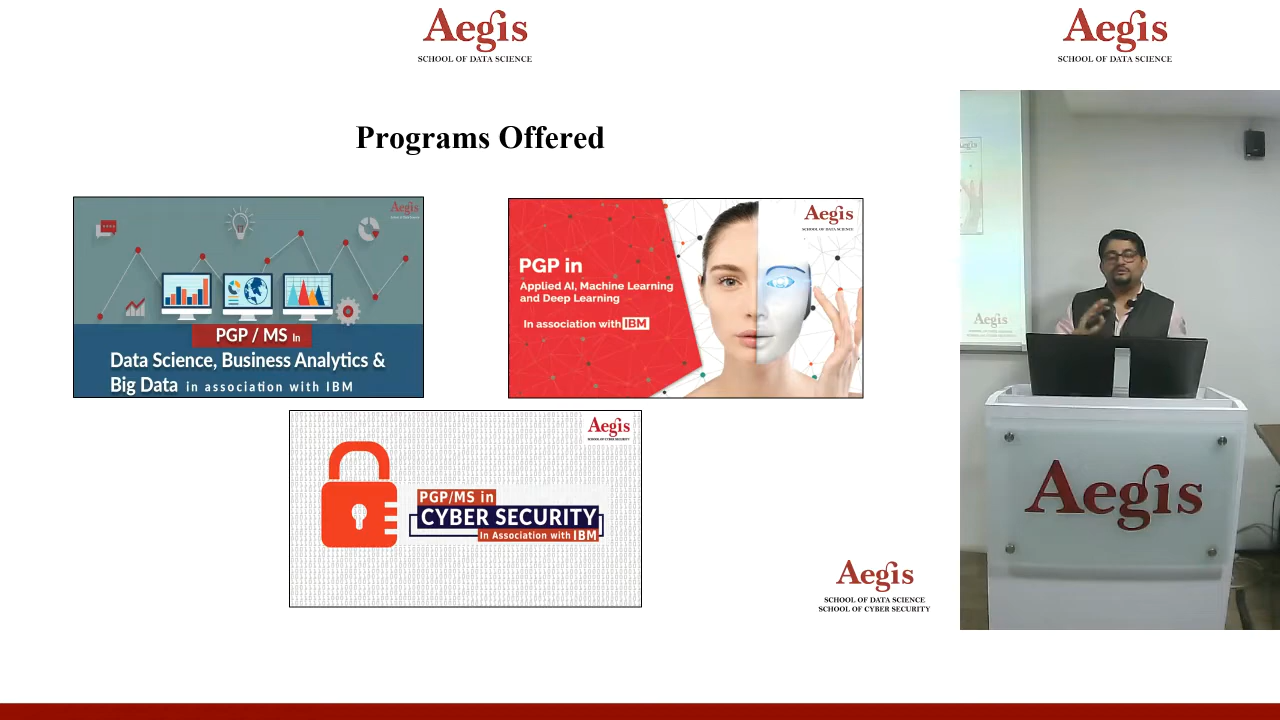 Aegis
SCHOOL OF DATA SCIENCE
Aegis
SCHOOL OF DATA SCIENCE
Programs Offered
Aegis
PGP / MS In
Data Science, Business Analytics &
Big Data in association with IBM
Aegis
SCHOOL OF DATA SCIENCE
PGP in
Applied AI, Machine Learning
and Deep Learning
In association with IBM
Aegis
SCHOOL OF CYBER SECURITY
PGP/MS in
CYBER SECURITY
In Association with IBM
Aegis
SCHOOL OF DATA SCIENCE
SCHOOL OF CYBER SECURITY
Aegis
Aegis